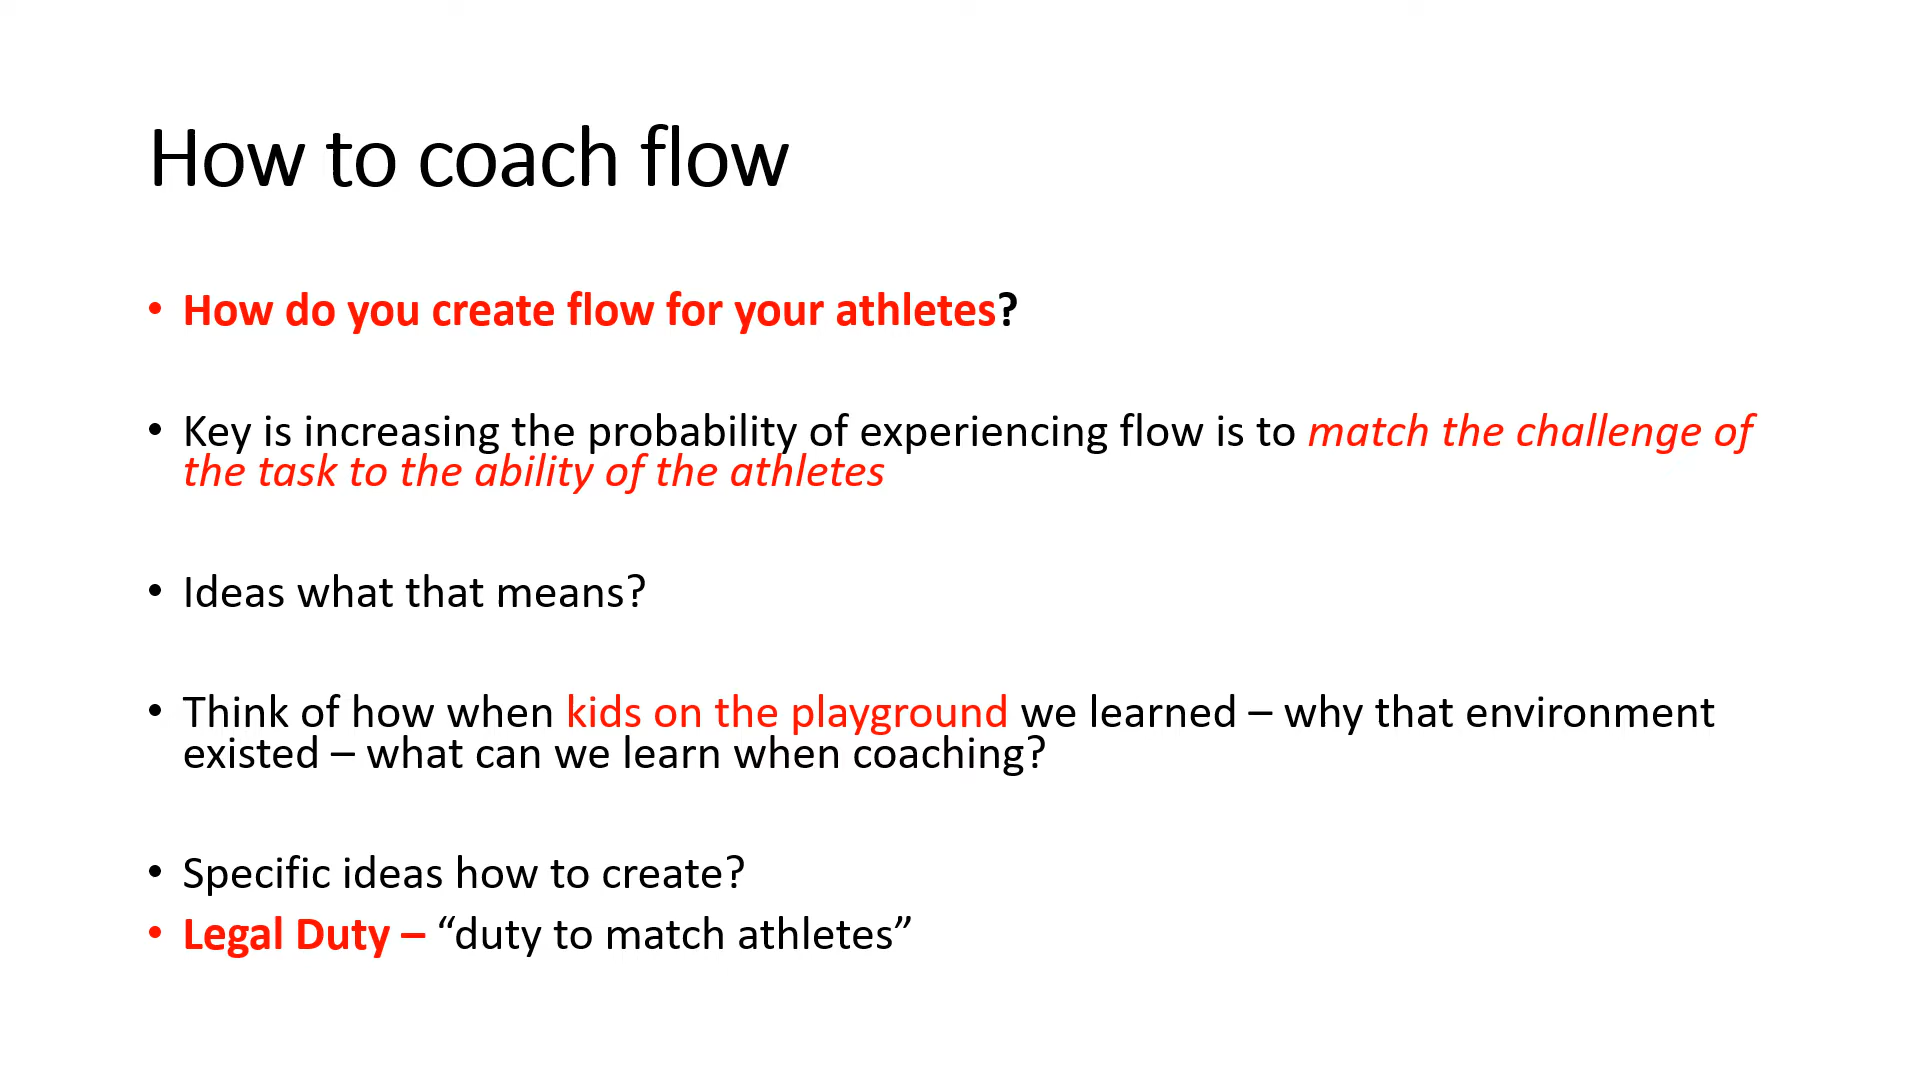 How to coach flow
• How do you create flow for your athletes?
• Key is increasing the probability of experiencing flow is to match the challenge of
the task to the ability of the athletes
• Ideas what that means?
• Think of how when kids on the playground we learned – why that environment
existed – what can we learn when coaching?
• Specific ideas how to create?
• Legal Duty – “duty to match athletes”